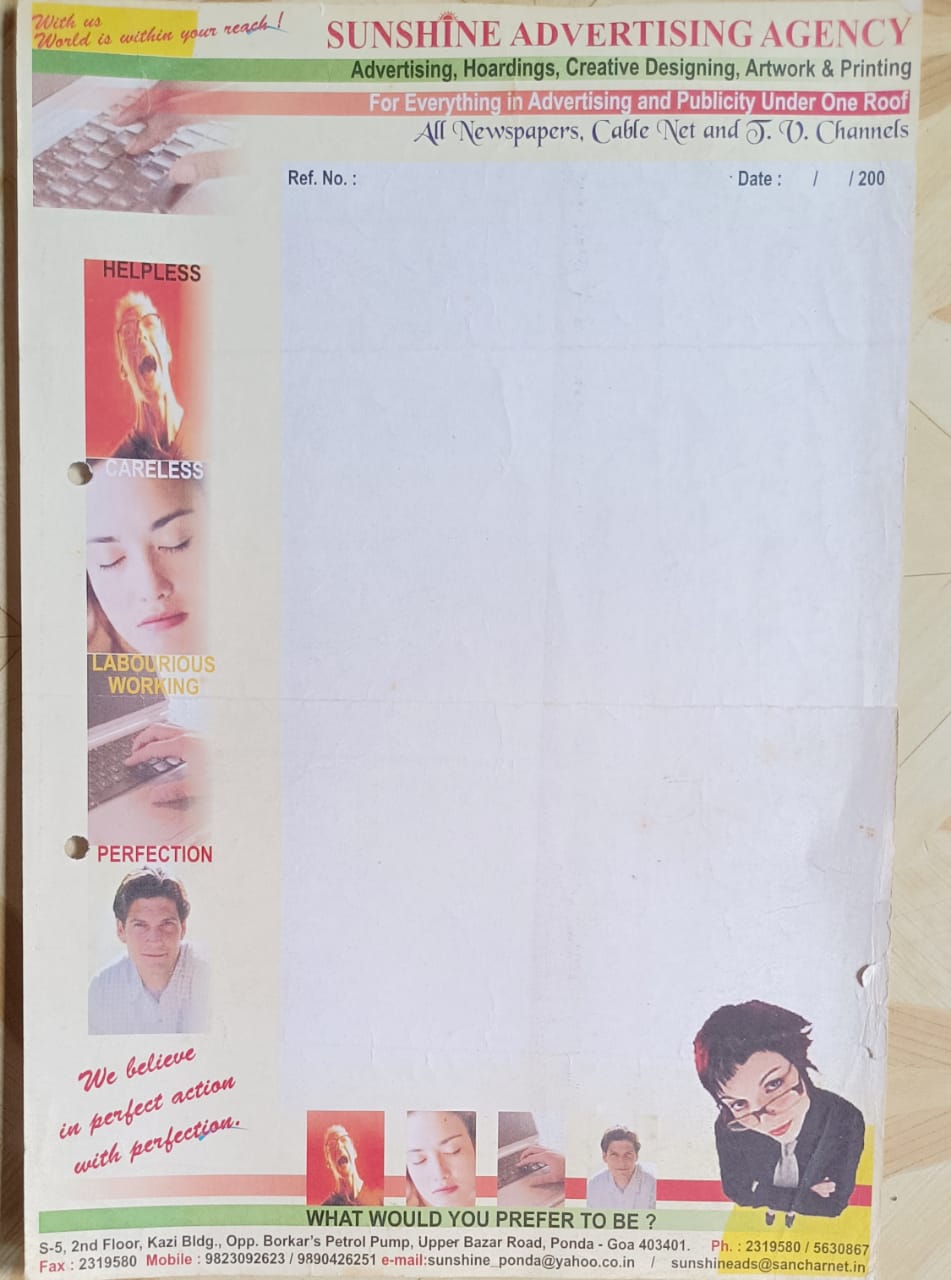 With us
World is within your reach !
SUNSHINE ADVERTISING AGENCY
Advertising, Hoardings, Creative Designing, Artwork & Printing
For Everything in Advertising and Publicity Under One Roof
All Newspapers, Cable Net and T. V. Channels
Ref. No. : Date : / / 200
HELPLESS
CARELESS
LABOURIOUS
WORKING
PERFECTION
We believe
in perfect action
with perfection.
WHAT WOULD YOU PREFER TO BE ?
S-5, 2nd Floor, Kazi Bldg., Opp. Borkar's Petrol Pump, Upper Bazar Road, Ponda - Goa 403401. Ph. : 2319580 / 5630867
Fax : 2319580 Mobile : 9823092623 / 9890426251 e-mail:sunshine_ponda@yahoo.co.in / sunshineads@sancharnet.in